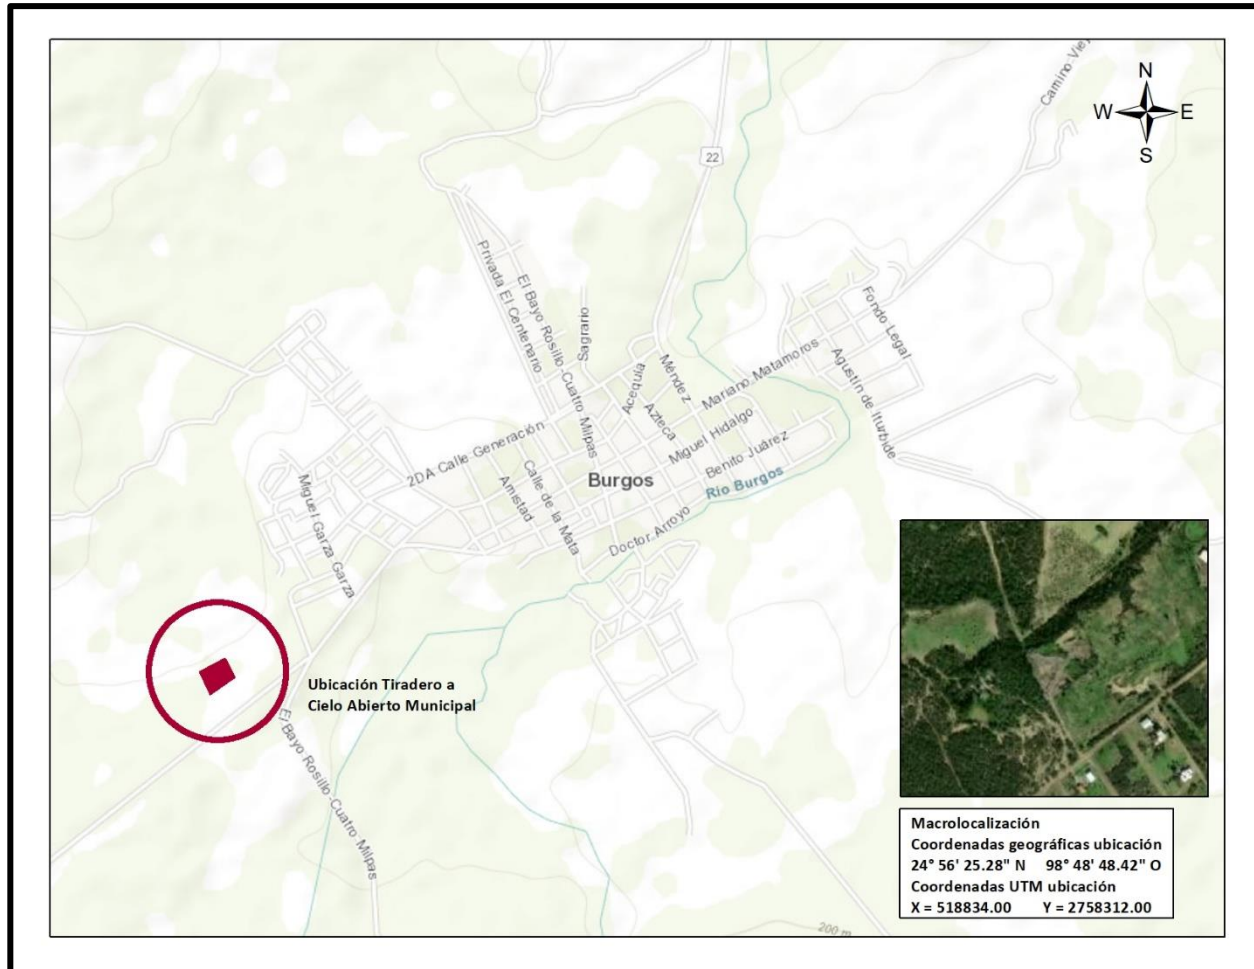 N
W E
S
Camino Viej
22
Privada El Centenario
El Bayo Rosillo-Cuatro Milpas
Sagrario
Fondo Legal
Acequia
Méndez
Mariano Matamoros
Agustín de Iturbide
Azteca
2DA Calle Generación
Miguel Hidalgo
Benito Juárez
Burgos
Río Burgos
Calle de la Mata
Amistad
Miguel Garza Garza
Doctor Arroyo
Ubicación Tiradero a
Cielo Abierto Municipal
El Bayo Rosillo-Cuatro Milpas
Macrolocalización
Coordenadas geográficas ubicación
24° 56' 25.28" N 98° 48' 48.42" O
Coordenadas UTM ubicación
X = 518834.00 Y = 2758312.00
200 m